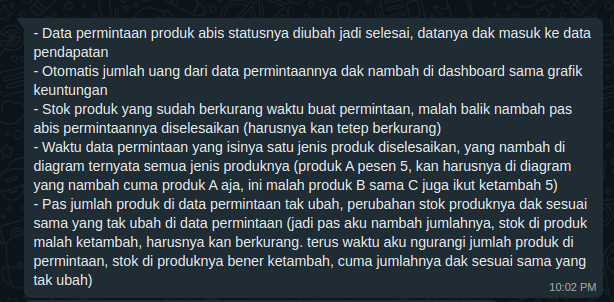 - Data permintaan produk abis statusnya diubah jadi selesai, datanya dak masuk ke data
pendapatan
- Otomatis jumlah uang dari data permintaannya dak nambah di dashboard sama grafik
keuntungan
- Stok produk yang sudah berkurang waktu buat permintaan, malah balik nambah pas
abis permintaannya diselesaikan (harusnya kan tetep berkurang)
- Waktu data permintaan yang isinya satu jenis produk diselesaikan, yang nambah di
diagram ternyata semua jenis produknya (produk A pesen 5, kan harusnya di diagram
yang nambah cuma produk A aja, ini malah produk B sama C juga ikut ketambah 5)
- Pas jumlah produk di data permintaan tak ubah, perubahan stok produknya dak sesuai
sama yang tak ubah di data permintaan (jadi pas aku nambah jumlahnya, stok di produk
malah ketambah, harusnya kan berkurang. terus waktu aku ngurangi jumlah produk di
permintaan, stok di produknya bener ketambah, cuma jumlahnya dak sesuai sama yang
tak ubah)
10:02 PM